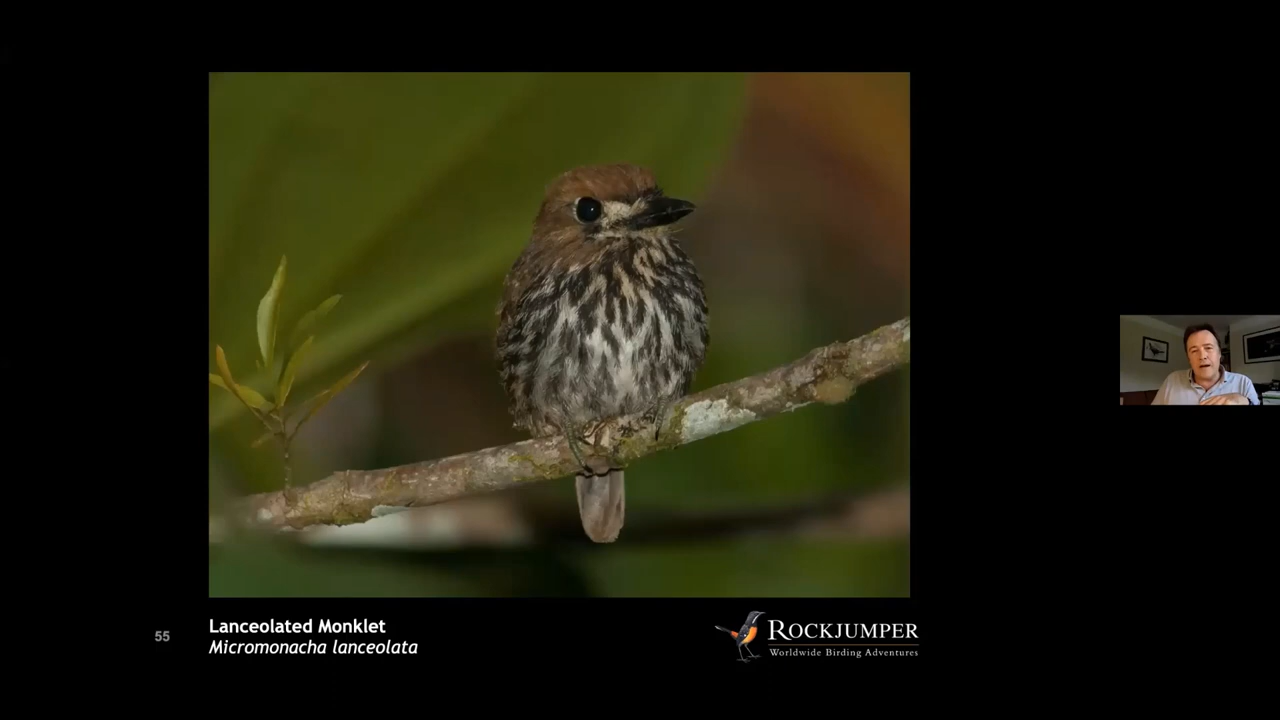 55
Lanceolated Monklet
Micromonacha lanceolata
ROCKJUMPER
Worldwide Birding Adventures